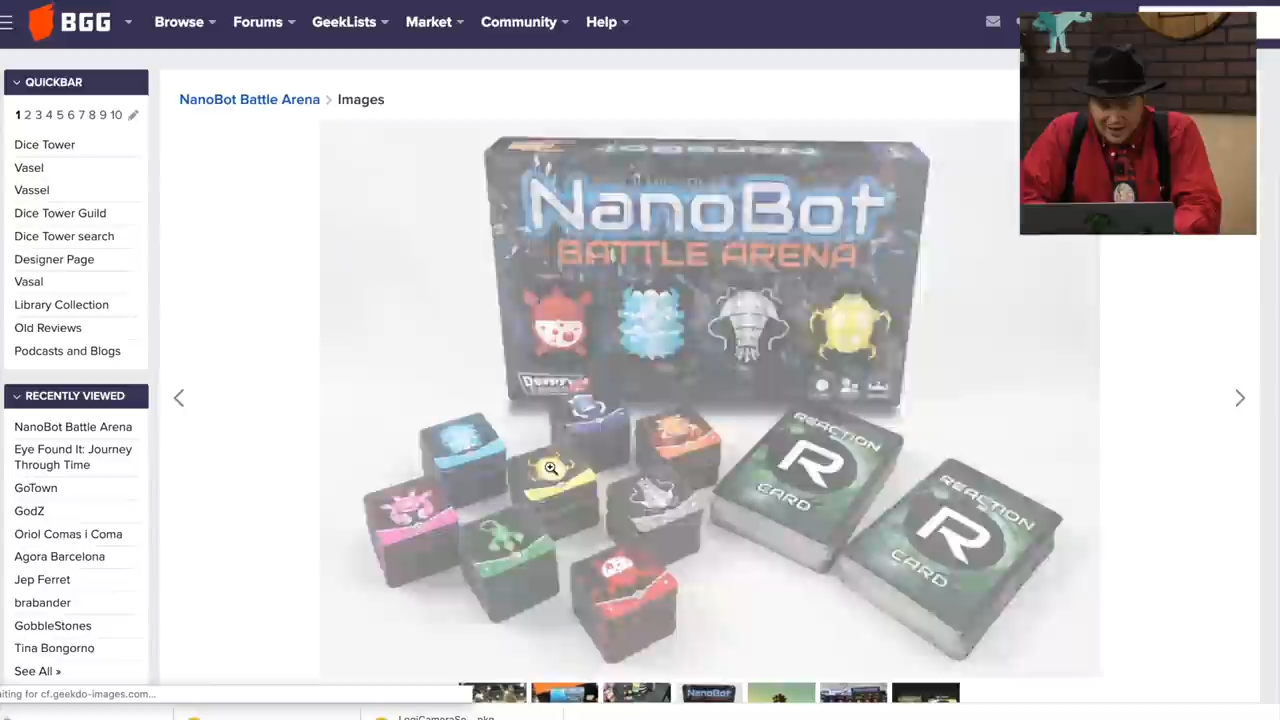 BGG
Browse
Forums
GeekLists
Market
Community
Help
QUICKBAR
1 2 3 4 5 6 7 8 9 10
Dice Tower
Vasel
Vassel
Dice Tower Guild
Dice Tower search
Designer Page
Vasal
Library Collection
Old Reviews
Podcasts and Blogs
RECENTLY VIEWED
NanoBot Battle Arena
Eye Found It: Journey
Through Time
GoTown
GodZ
Oriol Comas i Coma
Agora Barcelona
Jep Ferret
brabander
GobbleStones
Tina Bongorno
See All »
NanoBot Battle Arena > Images
NanoBot
BATTLE ARENA
REACTION
R
CARD
REACTION
R
CARD
NanoBot
iting for cf.geekdo-images.com...